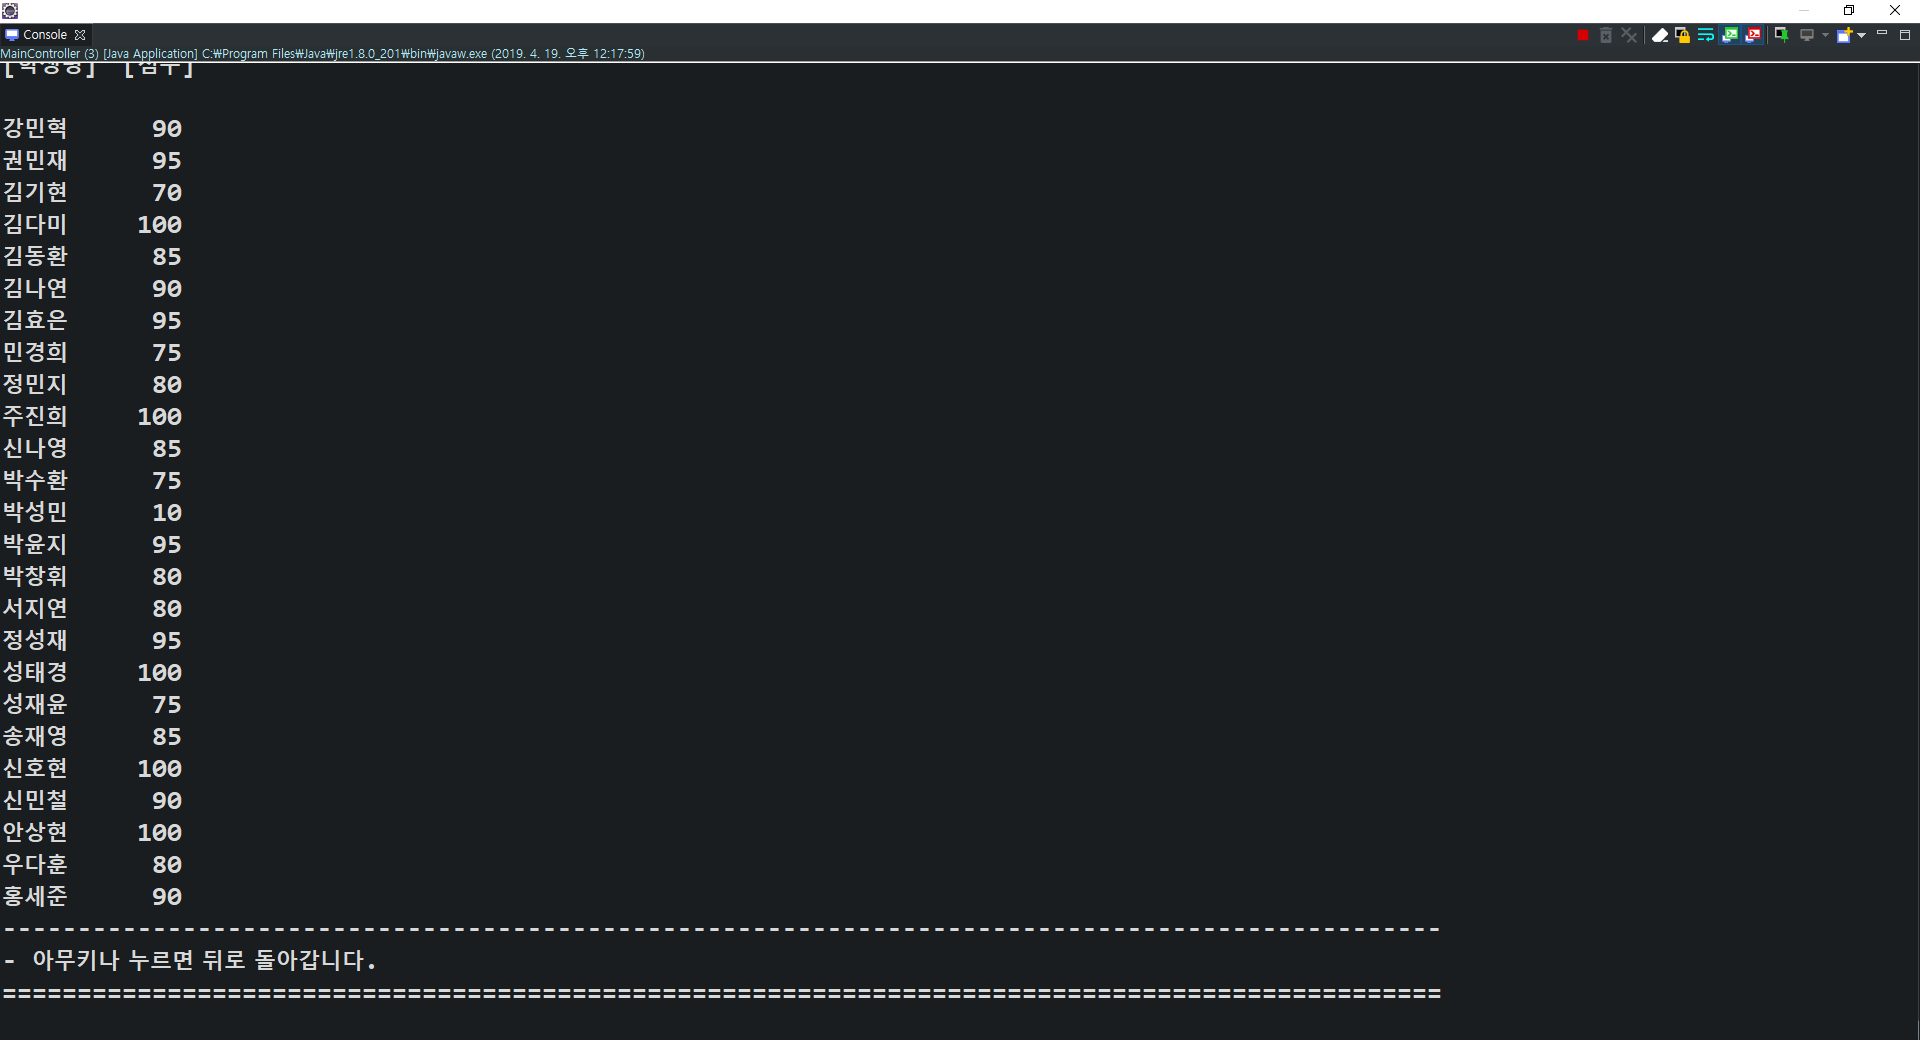 Console
MainController (3) [Java Application] C:₩Program Files₩Java₩jre1.8.0_201₩bin₩javaw.exe (2019. 4. 19. 오후 12:17:59)
[학생명] [점수]
강민혁 90
권민재 95
김기현 70
김다미 100
김동환 85
김나연 90
김효은 95
민경희 75
정민지 80
주진희 100
신나영 85
박수환 75
박성민 10
박윤지 95
박창휘 80
서지연 80
정성재 95
성태경 100
성재윤 75
송재영 85
신호현 100
신민철 90
안상현 100
우다훈 80
홍세준 90
------------------------------------------------------------------------------------------------
- 아무키나 누르면 뒤로 돌아갑니다.
================================================================================================